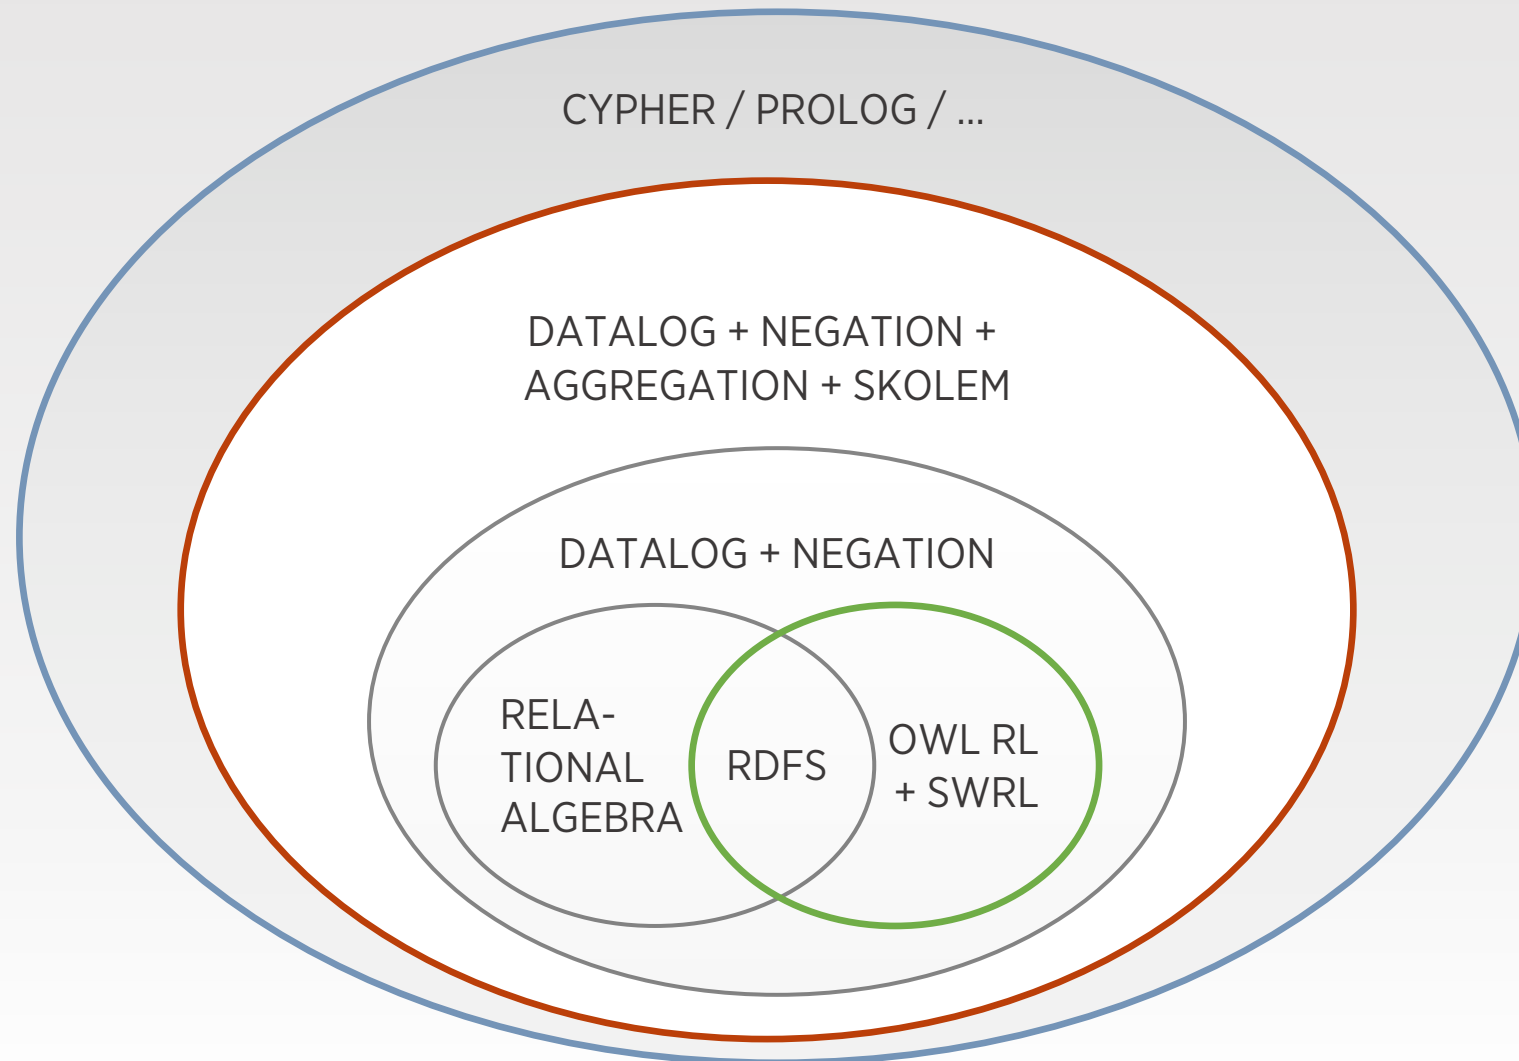 CYPHER / PROLOG / ...
DATALOG + NEGATION +
AGGREGATION + SKOLEM
DATALOG + NEGATION
RELA-
TIONAL
ALGEBRA
RDFS
OWL RL
+ SWRL